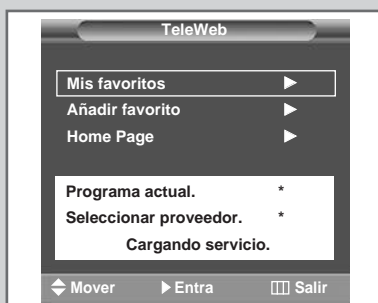 TeleWeb
Mis favoritos
Añadir favorito
Home Page
Programa actual. *
Seleccionar proveedor. *
Cargando servicio.
Mover Entra Salir